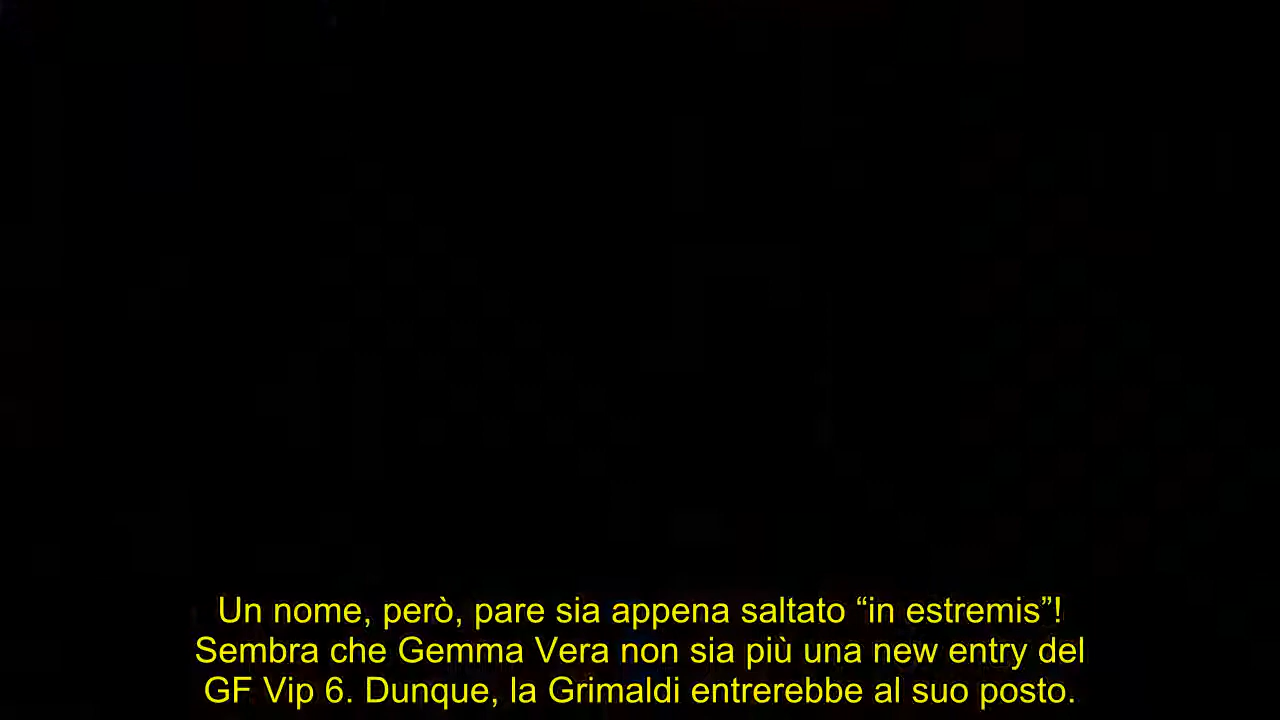 Un nome, però, pare sia appena saltato “in estremis”!
Sembra che Gemma Vera non sia più una new entry del
GF Vip 6. Dunque, la Grimaldi entrerebbe al suo posto.